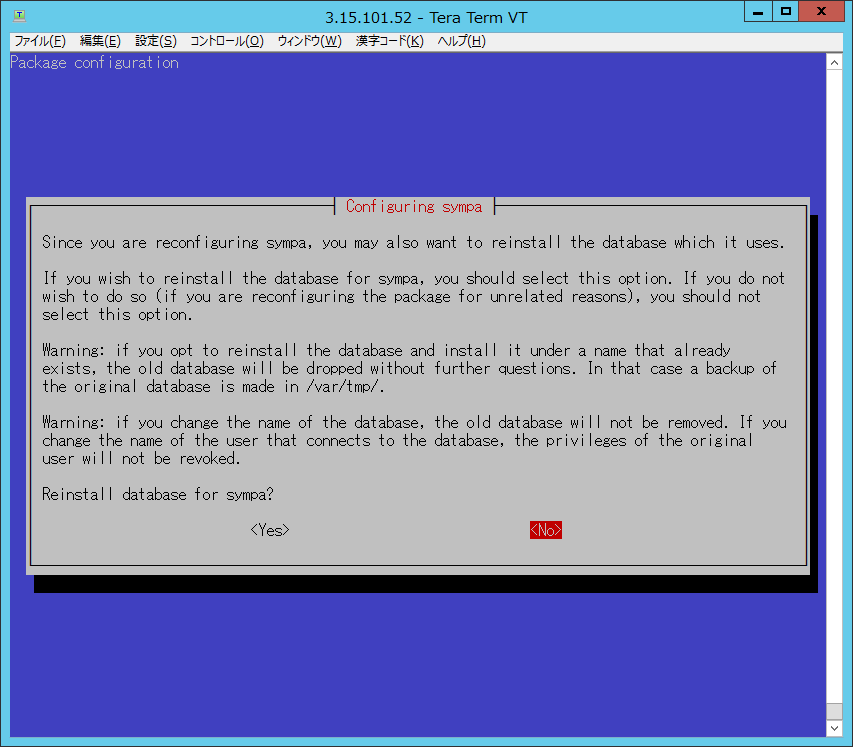 3.15.101.52 - Tera Term VT
ファイル(F) 編集(E) 設定(S) コントロール(O) ウィンドウ(W) 漢字コード(K) ヘルプ(H)
Package configuration
Configuring sympa
Since you are reconfiguring sympa, you may also want to reinstall the database which it uses.
If you wish to reinstall the database for sympa, you should select this option. If you do not
wish to do so (if you are reconfiguring the package for unrelated reasons), you should not
select this option.
Warning: if you opt to reinstall the database and install it under a name that already
exists, the old database will be dropped without further questions. In that case a backup of
the original database is made in /var/tmp/.
Warning: if you change the name of the database, the old database will not be removed. If you
change the name of the user that connects to the database, the privileges of the original
user will not be revoked.
Reinstall database for sympa?
<Yes> <No>